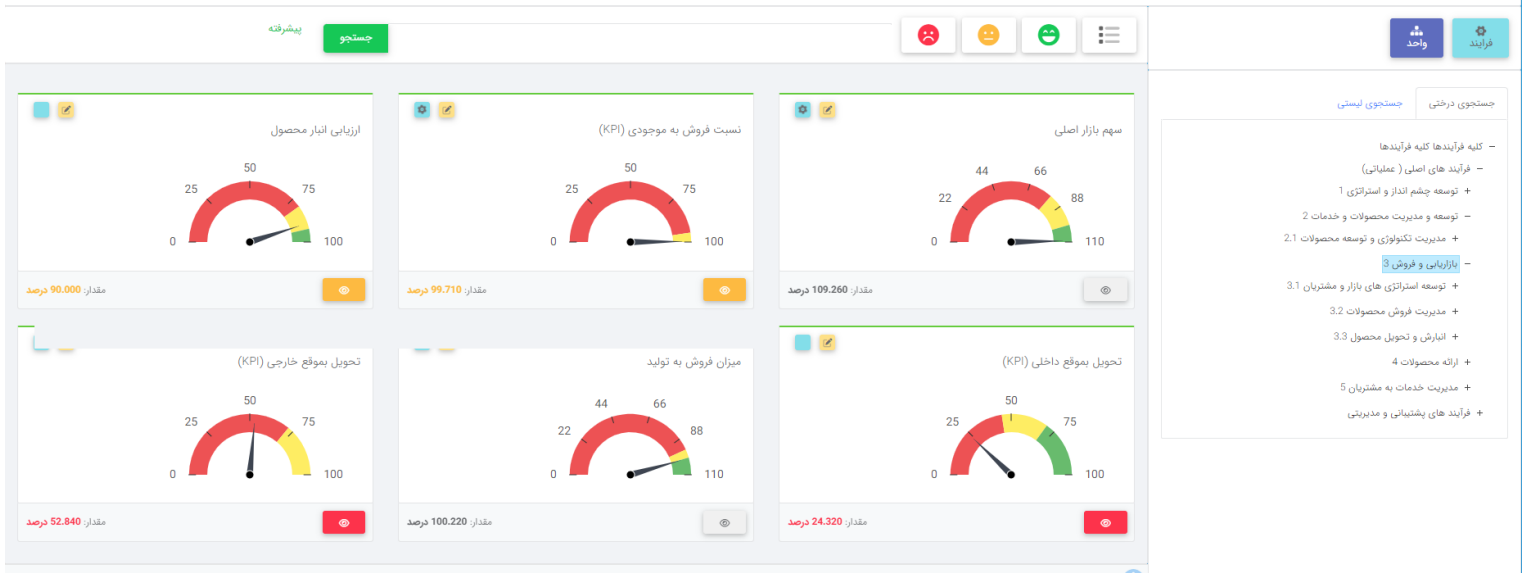 فرایند
واحد
جستجو
پیشرفته
جستجوی درختی
جستجوی لیستی
− کلیه فرآیندها کلیه فرآیندها
− فرآیند های اصلی ( عملیاتی)
+ توسعه چشم انداز و استراتژی 1
− توسعه و مدیریت محصولات و خدمات 2
+ مدیریت تکنولوژی و توسعه محصولات 2.1
− بازاریابی و فروش 3
+ توسعه استراتژی های بازار و مشتریان 3.1
+ مدیریت فروش محصولات 3.2
+ انبارش و تحویل محصول 3.3
+ ارائه محصولات 4
+ مدیریت خدمات به مشتریان 5
+ فرآیند های پشتیبانی و مدیریتی
سهم بازار اصلی
0
22
44
66
88
110
مقدار: 109.260 درصد
نسبت فروش به موجودی (KPI)
0
25
50
75
100
مقدار: 99.710 درصد
ارزیابی انبار محصول
0
25
50
75
100
مقدار: 90.000 درصد
تحویل بموقع داخلی (KPI)
0
25
50
75
100
مقدار: 24.320 درصد
میزان فروش به تولید
0
22
44
66
88
110
مقدار: 100.220 درصد
تحویل بموقع خارجی (KPI)
0
25
50
75
100
مقدار: 52.840 درصد